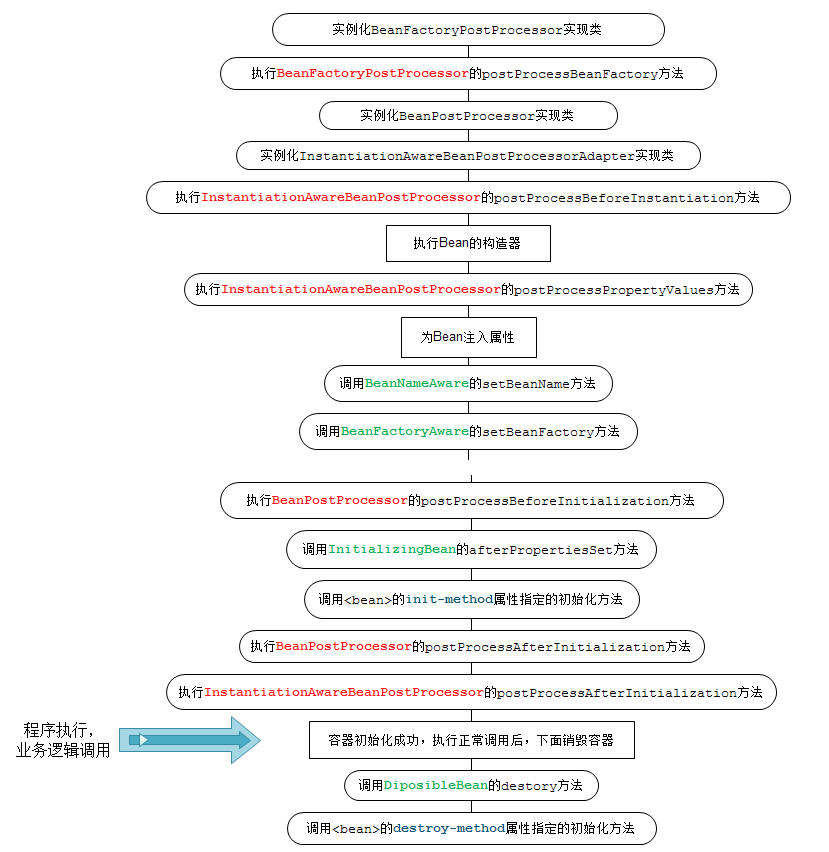 实例化BeanFactoryPostProcessor实现类
执行BeanFactoryPostProcessor的postProcessBeanFactory方法
实例化BeanPostProcessor实现类
实例化InstantiationAwareBeanPostProcessorAdapter实现类
执行InstantiationAwareBeanPostProcessor的postProcessBeforeInstantiation方法
执行Bean的构造器
执行InstantiationAwareBeanPostProcessor的postProcessPropertyValues方法
为Bean注入属性
调用BeanNameAware的setBeanName方法
调用BeanFactoryAware的setBeanFactory方法
执行BeanPostProcessor的postProcessBeforeInitialization方法
调用InitializingBean的afterPropertiesSet方法
调用<bean>的init-method属性指定的初始化方法
执行BeanPostProcessor的postProcessAfterInitialization方法
执行InstantiationAwareBeanPostProcessor的postProcessAfterInitialization方法
程序执行，
业务逻辑调用
容器初始化成功，执行正常调用后，下面销毁容器
调用DiposibleBean的destory方法
调用<bean>的destroy-method属性指定的初始化方法